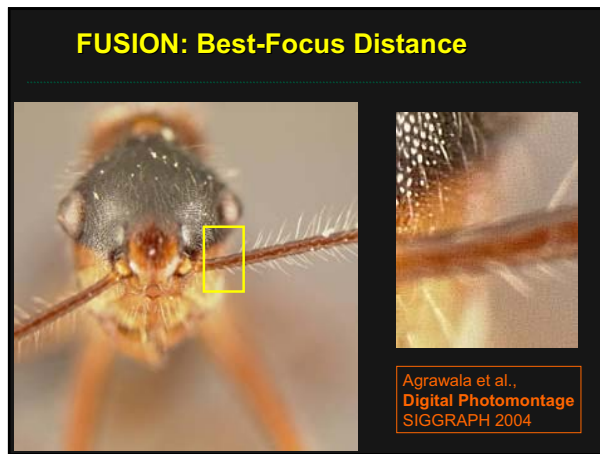 FUSION: Best-Focus Distance
Agrawala et al.,
Digital Photomontage
SIGGRAPH 2004